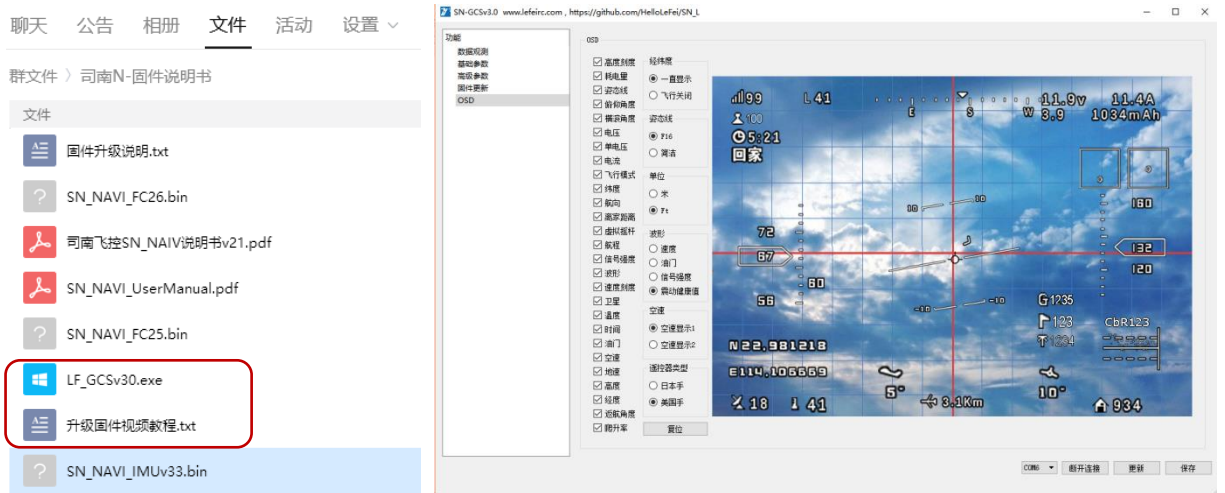 聊天 公告 相册 文件 活动 设置
群文件 〉司南N-固件说明书
文件
固件升级说明.txt
SN_NAVI_FC26.bin
司南飞控SN_NAIV说明书v21.pdf
SN_NAVI_UserManual.pdf
SN_NAVI_FC25.bin
LF_GCSv30.exe
升级固件视频教程.txt
SN_NAVI_IMUv33.bin
SN-GCSv3.0 www.lefeirc.com , https://github.com/HelloLeFei/SN_L
功能
数据观测
基础参数
高级参数
固件更新
OSD
OSD
高度刻度
耗电量
姿态线
俯仰角度
横滚角度
电压
单电压
电流
飞行模式
纬度
航向
离家距离
虚拟摇杆
航程
信号强度
波形
速度刻度
卫星
温度
时间
油门
空速
地速
高度
经度
返航角度
爬升率
经纬度
一直显示
飞行关闭
姿态线
F16
简洁
单位
米
Ft
波形
速度
油门
信号强度
震动健康值
空速
空速显示1
空速显示2
遥控器类型
日本手
美国手
复位
99 L 41 E S W 11.9V 11.4A
100 3.9 1034mAh
5:21
回家
10 10 160
72
67 132
60 120
56 -10 -10 G 1235
123 CbR123
1234
N22.981218
E114.106669
5° 10°
18 41 3.1Km 934
COM6 断开连接 更新 保存